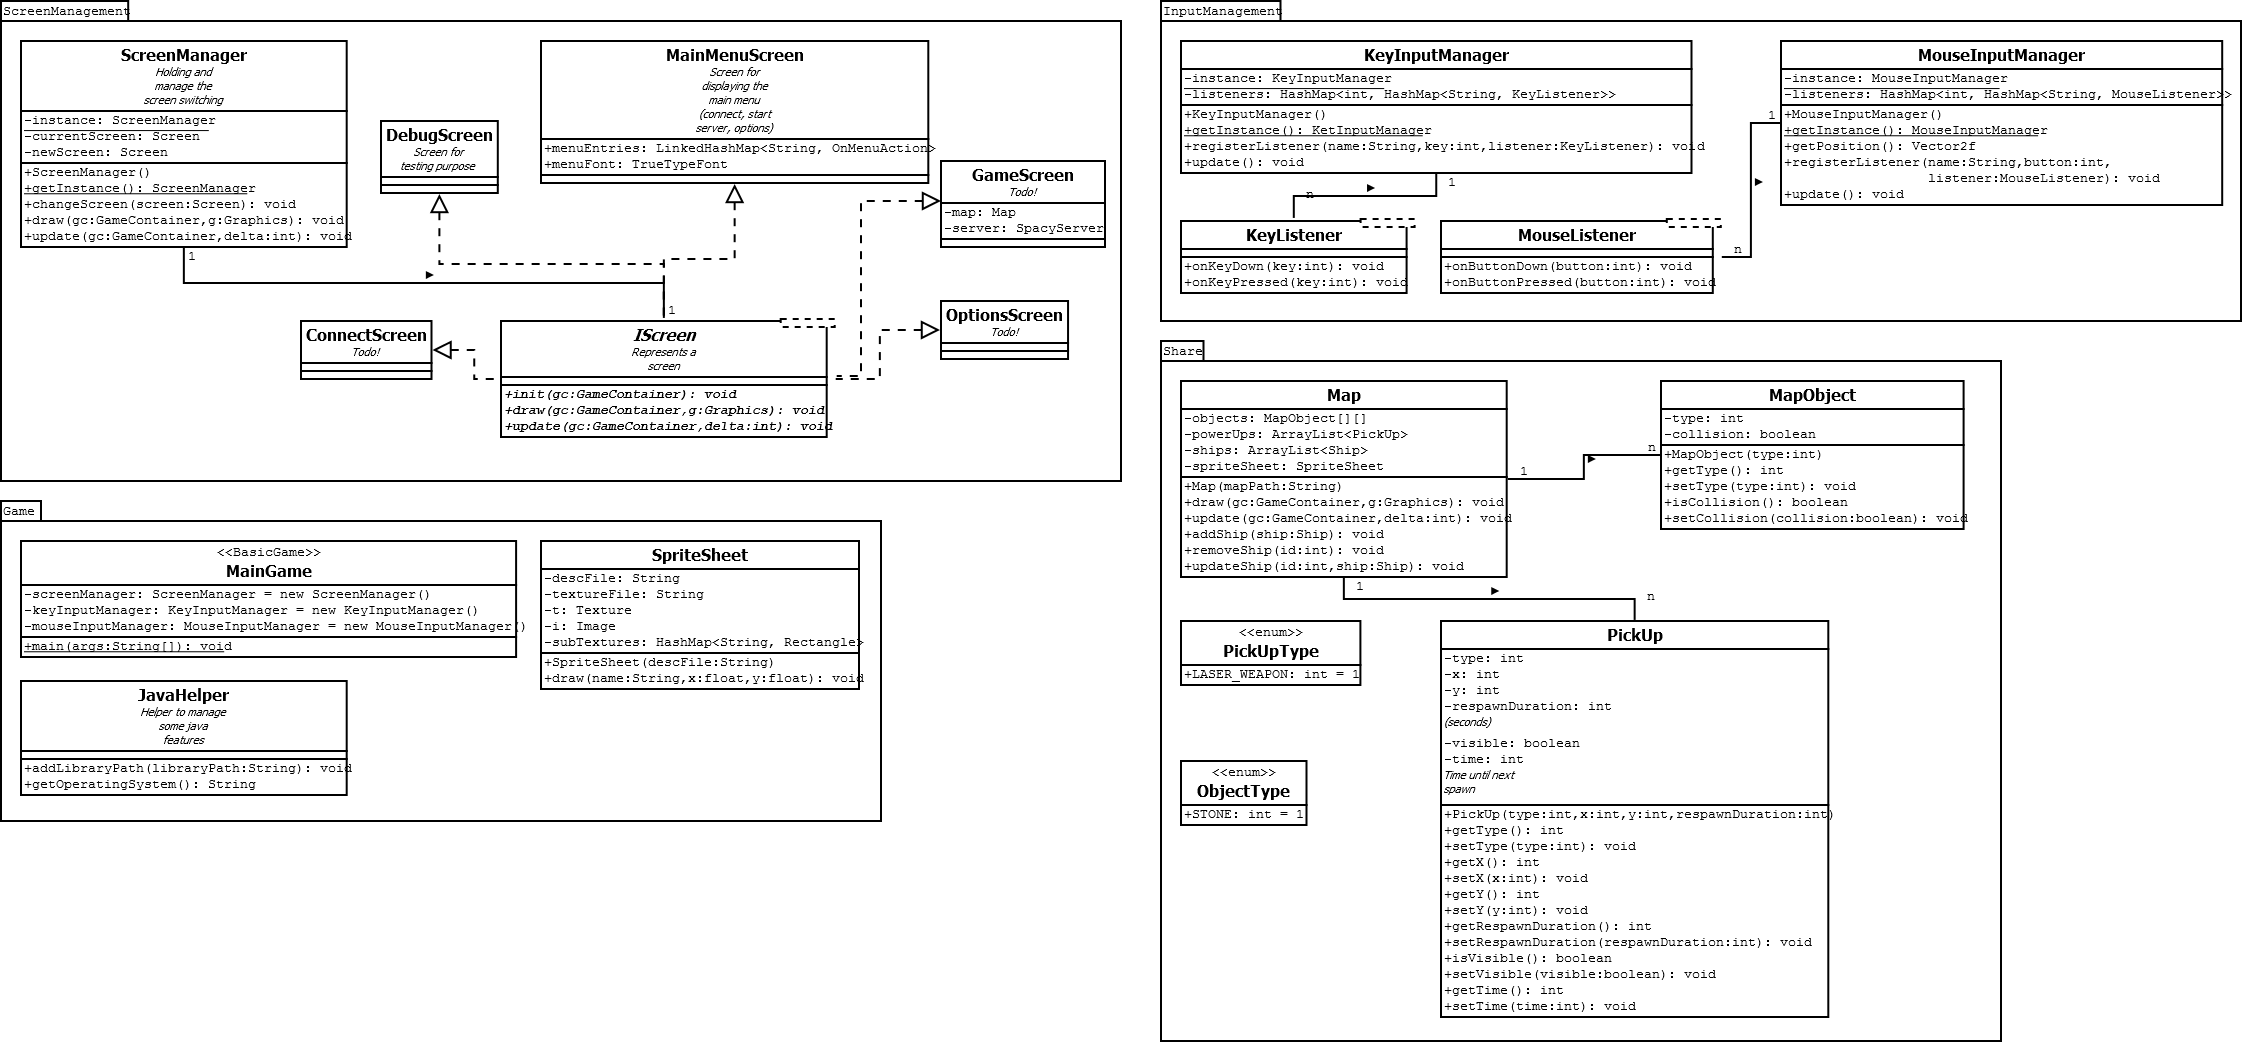 ScreenManagement
ScreenManager
Holding and
manage the
screen switching
-instance: ScreenManager
-currentScreen: Screen
-newScreen: Screen
+ScreenManager()
+getInstance(): ScreenManager
+changeScreen(screen:Screen): void
+draw(gc:GameContainer,g:Graphics): void
+update(gc:GameContainer,delta:int): void
DebugScreen
Screen for
testing purpose
MainMenuScreen
Screen for
displaying the
main menu
(connect, start
server, options)
+menuEntries: LinkedHashMap<String, OnMenuAction>
+menuFont: TrueTypeFont
GameScreen
Todo!
-map: Map
-server: SpacyServer
1
1
ConnectScreen
Todo!
IScreen
Represents a
screen
+init(gc:GameContainer): void
+draw(gc:GameContainer,g:Graphics): void
+update(gc:GameContainer,delta:int): void
OptionsScreen
Todo!
InputManagement
KeyInputManager
-instance: KeyInputManager
-listeners: HashMap<int, HashMap<String, KeyListener>>
+KeyInputManager()
+getInstance(): KetInputManager
+registerListener(name:String,key:int,listener:KeyListener): void
+update(): void
MouseInputManager
-instance: MouseInputManager
-listeners: HashMap<int, HashMap<String, MouseListener>>
+MouseInputManager()
+getInstance(): MouseInputManager
+getPosition(): Vector2f
+registerListener(name:String,button:int,
listener:MouseListener): void
+update(): void
1
n
1
n
KeyListener
+onKeyDown(key:int): void
+onKeyPressed(key:int): void
MouseListener
+onButtonDown(button:int): void
+onButtonPressed(button:int): void
Game
<<BasicGame>>
MainGame
-screenManager: ScreenManager = new ScreenManager()
-keyInputManager: KeyInputManager = new KeyInputManager()
-mouseInputManager: MouseInputManager = new MouseInputManager()
+main(args:String[]): void
SpriteSheet
-descFile: String
-textureFile: String
-t: Texture
-i: Image
-subTextures: HashMap<String, Rectangle>
+SpriteSheet(descFile:String)
+draw(name:String,x:float,y:float): void
JavaHelper
Helper to manage
some java
features
+addLibraryPath(libraryPath:String): void
+getOperatingSystem(): String
Share
Map
-objects: MapObject[][]
-powerUps: ArrayList<PickUp>
-ships: ArrayList<Ship>
-spriteSheet: SpriteSheet
+Map(mapPath:String)
+draw(gc:GameContainer,g:Graphics): void
+update(gc:GameContainer,delta:int): void
+addShip(ship:Ship): void
+removeShip(id:int): void
+updateShip(id:int,ship:Ship): void
MapObject
-type: int
-collision: boolean
+MapObject(type:int)
+getType(): int
+setType(type:int): void
+isCollision(): boolean
+setCollision(collision:boolean): void
1
n
1
n
<<enum>>
PickUpType
+LASER_WEAPON: int = 1
<<enum>>
ObjectType
+STONE: int = 1
PickUp
-type: int
-x: int
-y: int
-respawnDuration: int
(seconds)
-visible: boolean
-time: int
Time until next
spawn
+PickUp(type:int,x:int,y:int,respawnDuration:int)
+getType(): int
+setType(type:int): void
+getX(): int
+setX(x:int): void
+getY(): int
+setY(y:int): void
+getRespawnDuration(): int
+setRespawnDuration(respawnDuration:int): void
+isVisible(): boolean
+setVisible(visible:boolean): void
+getTime(): int
+setTime(time:int): void